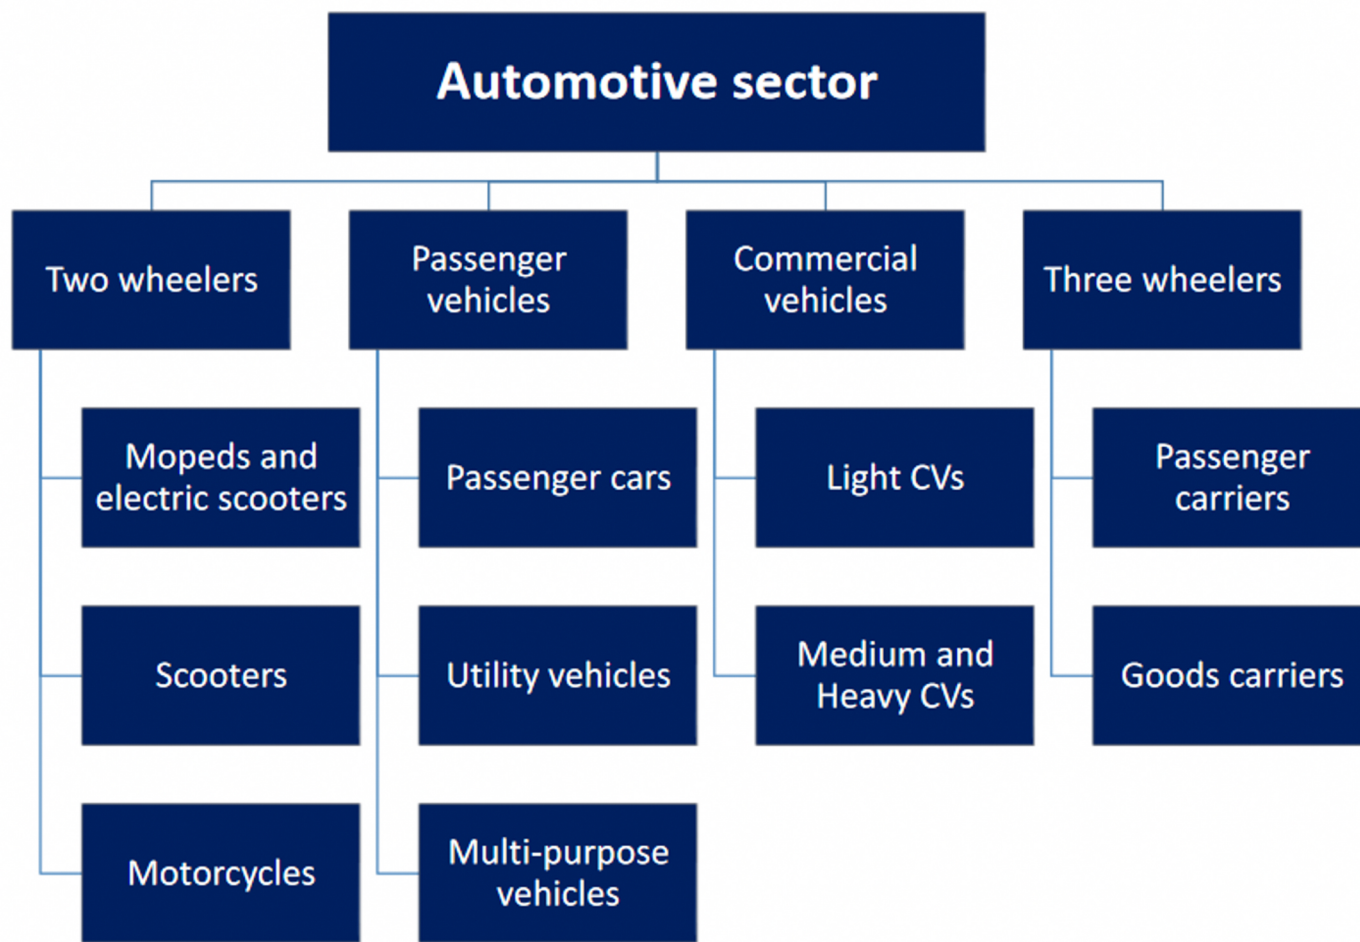 Automotive sector
Two wheelers
Passenger
vehicles
Commercial
vehicles
Three wheelers
Mopeds and
electric scooters
Passenger cars
Light CVs
Passenger
carriers
Scooters
Utility vehicles
Medium and
Heavy CVs
Goods carriers
Motorcycles
Multi-purpose
vehicles